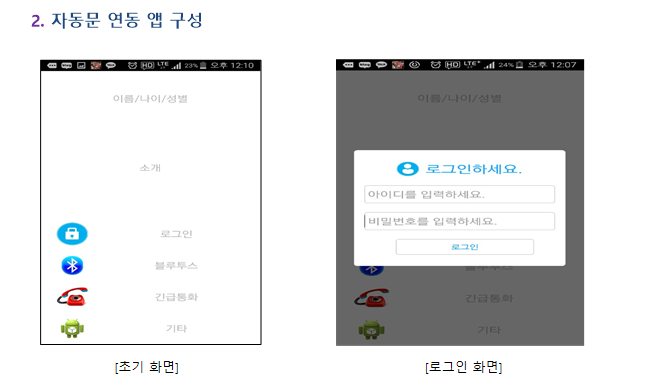 2. 자동문 연동 앱 구성
23% 오후 12:10
이름/나이/성별
소개
로그인
블루투스
긴급통화
기타
[초기 화면]
HD LTE 24% 오후 12:07
이름/나이/성별
로그인하세요.
아이디를 입력하세요.
비밀번호를 입력하세요.
로그인
블루투스
긴급통화
기타
[로그인 화면]